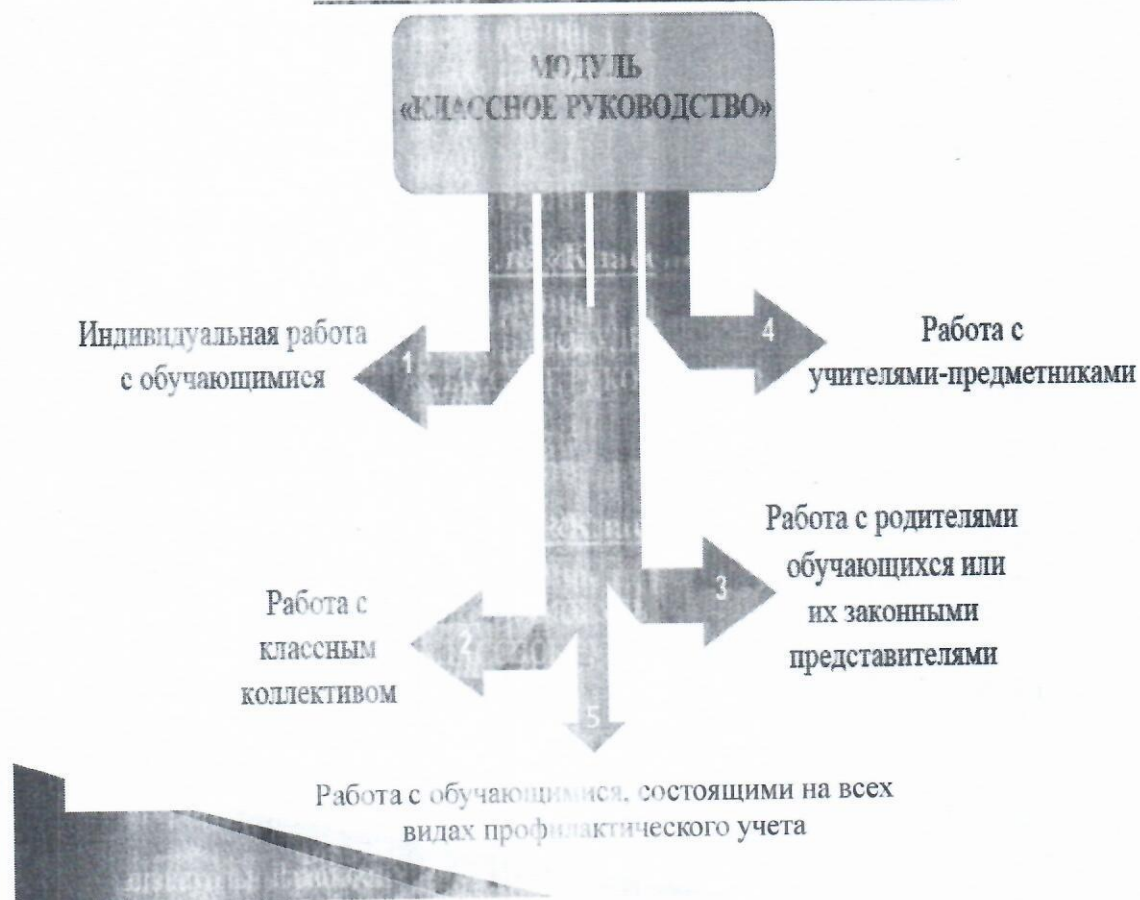 МОДУЛЬ
«КЛАССНОЕ РУКОВОДСТВО»
Индивидуальная работа
с обучающимися
1
4
Работа с
учителями-предметниками
Работа с
классным
коллективом
2
3
Работа с родителями
обучающихся или
их законными
представителями
5
Работа с обучающимися, состоящими на всех
видах профилактического учета